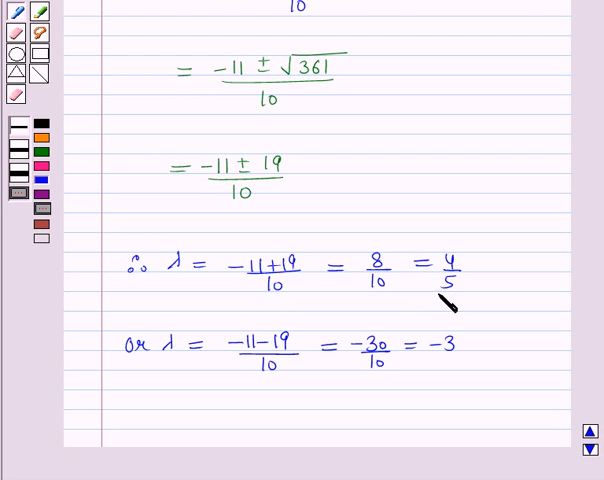 10
= -11 ± √361 / 10
= -11 ± 19 / 10
∴ λ = -11+19 / 10 = 8/10 = 4/5
or λ = -11-19 / 10 = -30/10 = -3